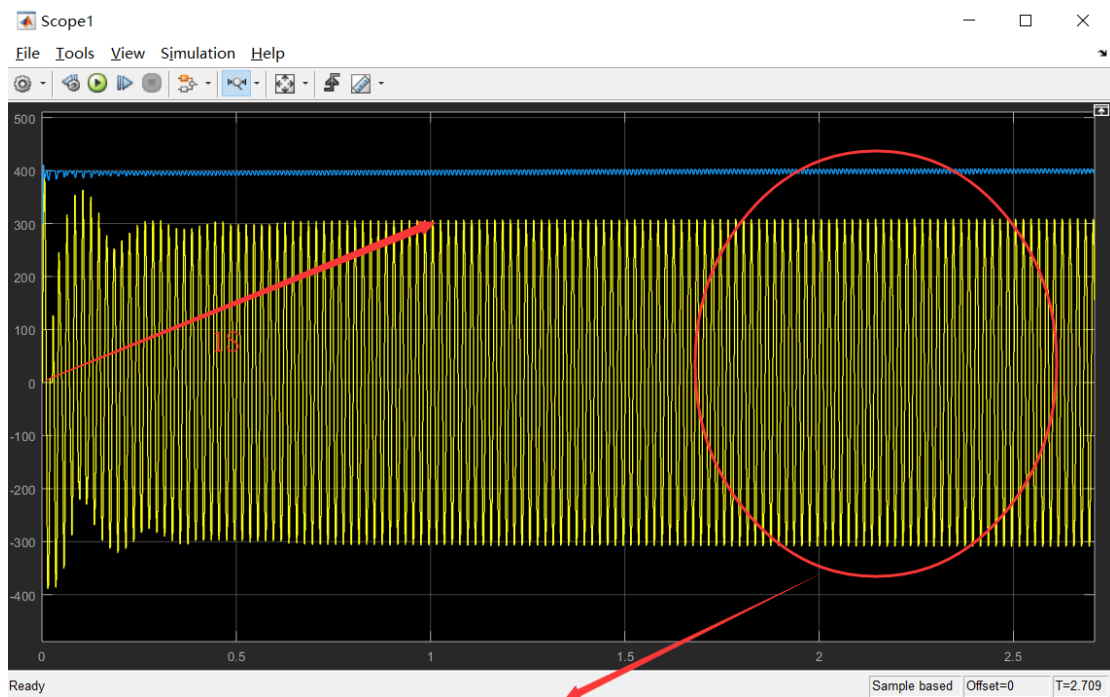 Scope1
File Tools View Simulation Help
500
400
300
200
100
0
-100
-200
-300
-400
1S
0 0.5 1 1.5 2 2.5
Ready Sample based Offset=0 T=2.709